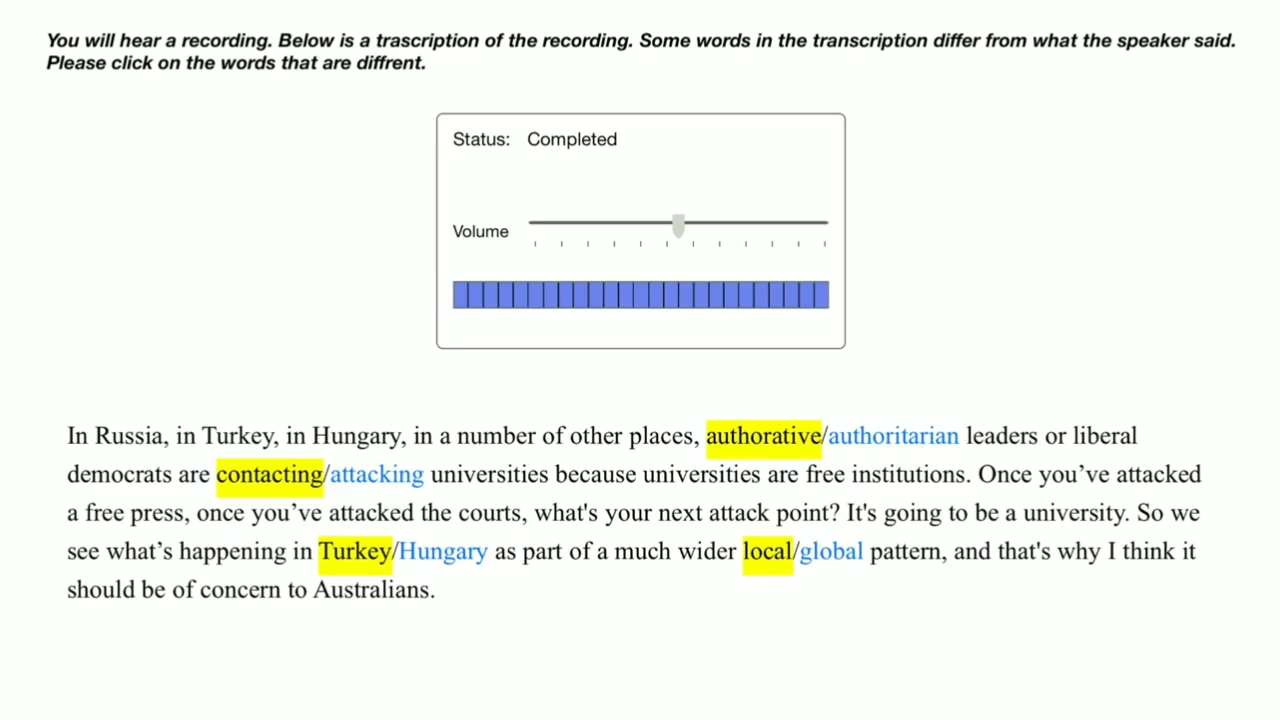 You will hear a recording. Below is a trascription of the recording. Some words in the transcription differ from what the speaker said.
Please click on the words that are diffrent.
Status: Completed
Volume
In Russia, in Turkey, in Hungary, in a number of other places, authorative/authoritarian leaders or liberal
democrats are contacting/attacking universities because universities are free institutions. Once you’ve attacked
a free press, once you’ve attacked the courts, what's your next attack point? It's going to be a university. So we
see what’s happening in Turkey/Hungary as part of a much wider local/global pattern, and that's why I think it
should be of concern to Australians.